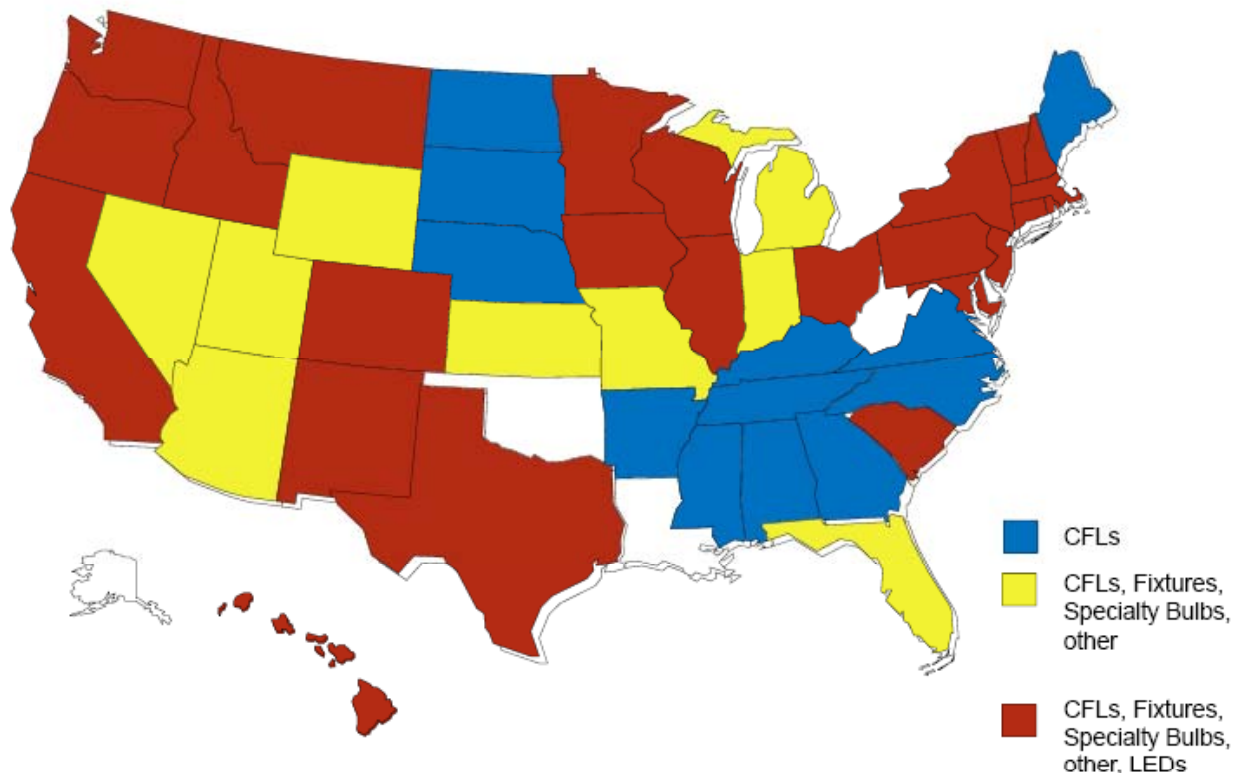 CFLs
CFLs, Fixtures,
Specialty Bulbs,
other
CFLs, Fixtures,
Specialty Bulbs,
other, LEDs